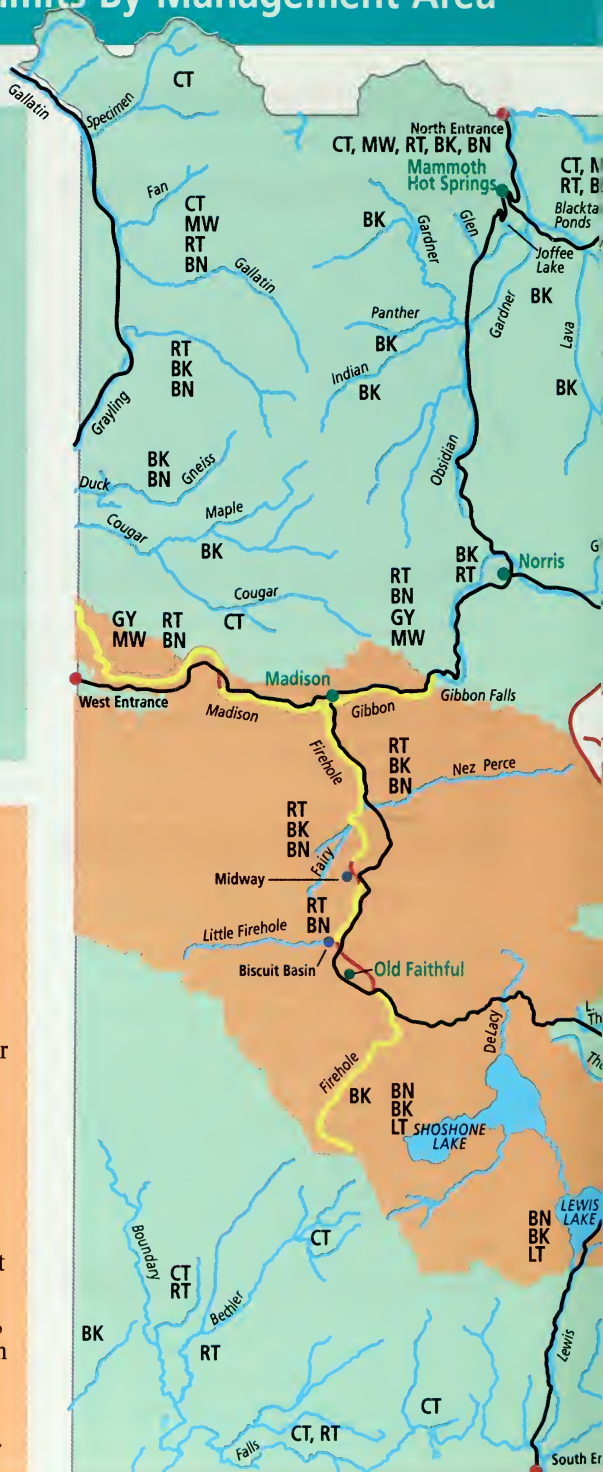 mits By Management Area
Gallatin
CT
Specimen
North Entrance
CT, MW, RT, BK, BN
Mammoth
Hot Springs
CT, M
RT, B
Blackta
Ponds
Fan
CT
MW
RT
BN
BK
Gardner
Glen
Joffee
Lake
Gallatin
Gardner
BK
Panther
BK
Lava
RT
BK
BN
Indian
BK
BK
Grayling
Obsidian
BK
BN
Gneiss
Duck
Maple
Cougar
BK
BK
RT
Norris
G
RT
BN
GY
MW
Cougar
CT
GY
MW
RT
BN
Madison
West Entrance
Madison
Gibbon
Gibbon Falls
Firehole
RT
BK
BN
Nez Perce
RT
BK
BN
Fairy
Midway
RT
BN
Little Firehole
Biscuit Basin
Old Faithful
L.
Th
The
DeLacy
r
Firehole
BK
BN
BK
LT
SHOSHONE
LAKE
LEWIS
LAKE
BN
BK
LT
Boundary
CT
t
CT
RT
Bechler
,
n
BK
RT
Lewis
CT
CT, RT
Falls
.
South En